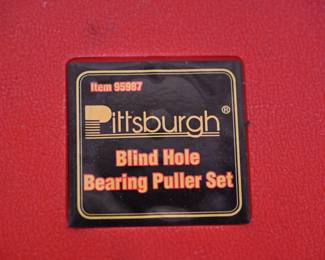 Item 95987
Pittsburgh®
Blind Hole
Bearing Puller Set